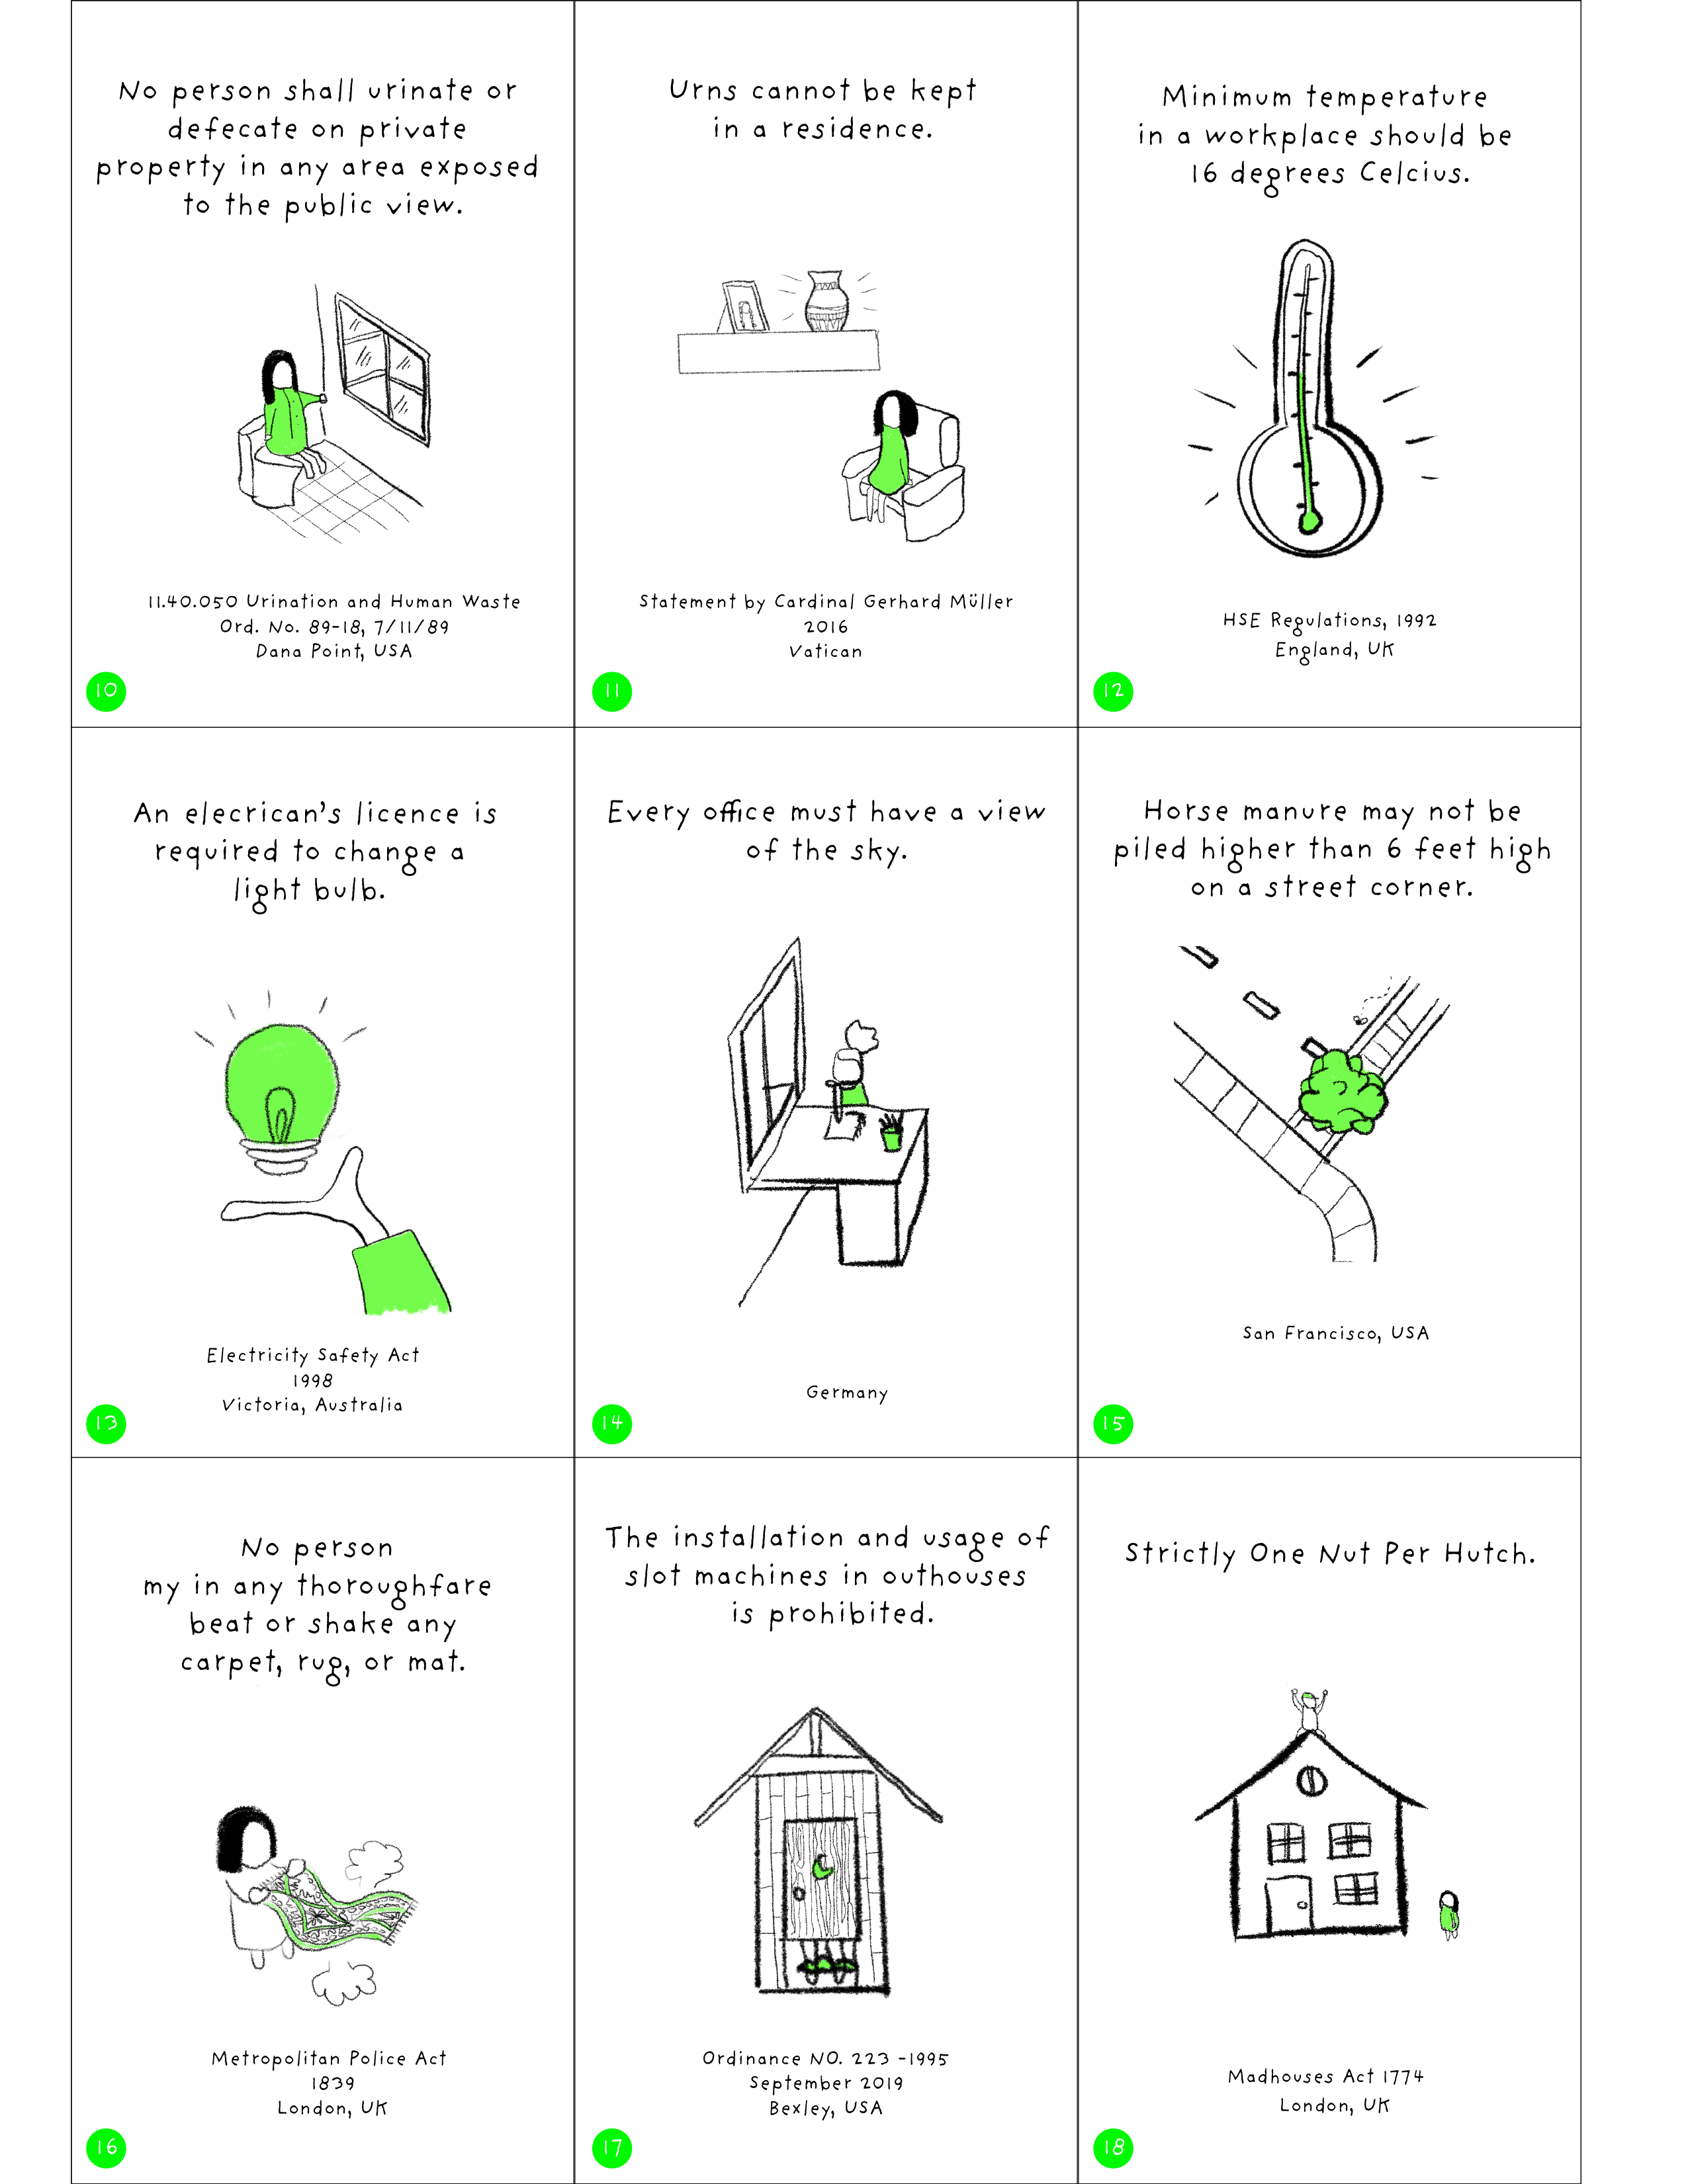 No person shall urinate or
defecate on private
property in any area exposed
to the public view.
11.40.050 Urination and Human Waste
Ord. No. 89-18, 7/11/89
Dana Point, USA
10
Urns cannot be kept
in a residence.
Statement by Cardinal Gerhard Müller
2016
Vatican
11
Minimum temperature
in a workplace should be
16 degrees Celcius.
HSE Regulations, 1992
England, UK
12
An elecrican's licence is
required to change a
light bulb.
Electricity Safety Act
1998
Victoria, Australia
13
Every office must have a view
of the sky.
Germany
14
Horse manure may not be
piled higher than 6 feet high
on a street corner.
San Francisco, USA
15
No person
my in any thoroughfare
beat or shake any
carpet, rug, or mat.
Metropolitan Police Act
1839
London, UK
16
The installation and usage of
slot machines in outhouses
is prohibited.
Ordinance NO. 223 -1995
September 2019
Bexley, USA
17
Strictly One Nut Per Hutch.
Madhouses Act 1774
London, UK
18